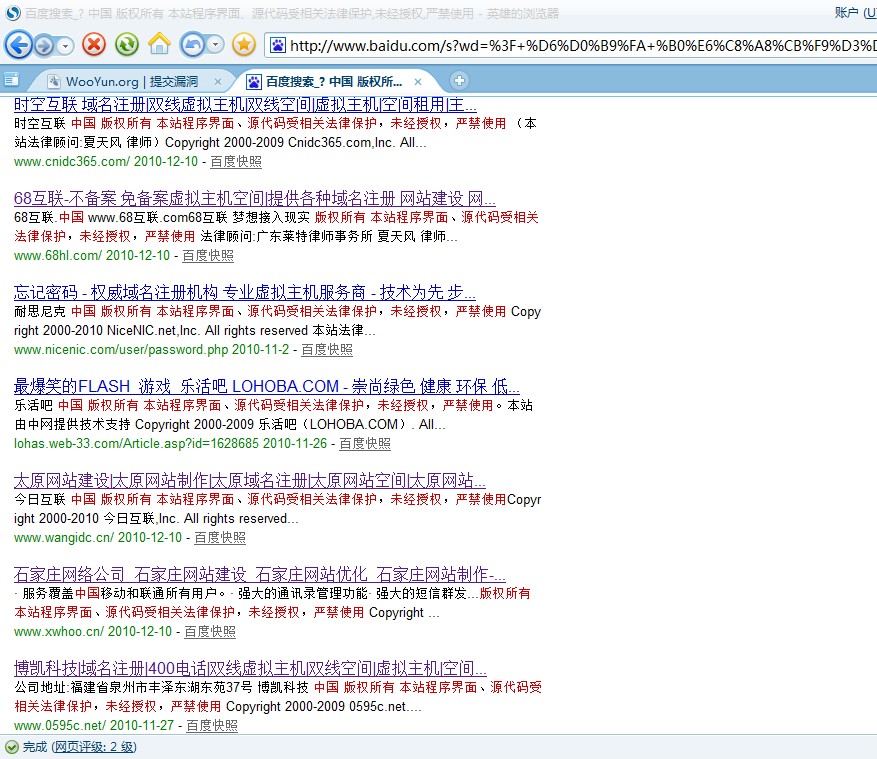 百度搜索_? 中国 版权所有 本站程序界面、源代码受相关法律保护,未经授权,严禁使用 - 英雄的浏览器
账户 (U
http://www.baidu.com/s?wd=%3F+%D6%D0%B9%FA+%B0%E6%C8%A8%CB%F9%D3%D
WooYun.org | 提交漏洞 × 百度搜索_? 中国 版权所... ×
时空互联 域名注册|双线虚拟主机|双线空间|虚拟主机|空间租用|主...
时空互联 中国 版权所有 本站程序界面、源代码受相关法律保护，未经授权，严禁使用 （本
站法律顾问:夏天风 律师）Copyright 2000-2009 Cnidc365.com,Inc. All...
www.cnidc365.com/ 2010-12-10 - 百度快照
68互联-不备案 免备案虚拟主机空间|提供各种域名注册 网站建设 网...
68互联.中国 www.68互联.com68互联 梦想接入现实 版权所有 本站程序界面、源代码受相关
法律保护，未经授权，严禁使用 法律顾问:广东莱特律师事务所 夏天风 律师...
www.68hl.com/ 2010-12-10 - 百度快照
忘记密码 - 权威域名注册机构 专业虚拟主机服务商 - 技术为先 步...
耐思尼克 中国 版权所有 本站程序界面、源代码受相关法律保护，未经授权，严禁使用 Copy
right 2000-2010 NiceNIC.net,Inc. All rights reserved 本站法律...
www.nicenic.com/user/password.php 2010-11-2 - 百度快照
最爆笑的FLASH_游戏_乐活吧 LOHOBA.COM - 崇尚绿色 健康 环保 低...
乐活吧 中国 版权所有 本站程序界面、源代码受相关法律保护，未经授权，严禁使用。本站
由中网提供技术支持 Copyright 2000-2009 乐活吧（LOHOBA.COM）. All...
lohas.web-33.com/Article.asp?id=1628685 2010-11-26 - 百度快照
太原网站建设|太原网站制作|太原域名注册|太原网站空间|太原网站...
今日互联 中国 版权所有 本站程序界面、源代码受相关法律保护，未经授权，严禁使用Copyr
ight 2000-2010 今日互联,Inc. All rights reserved...
www.wangidc.cn/ 2010-12-10 - 百度快照
石家庄网络公司_石家庄网站建设_石家庄网站优化_石家庄网站制作-...
· 服务覆盖中国移动和联通所有用户。· 强大的通讯录管理功能· 强大的短信群发...版权所有
本站程序界面、源代码受相关法律保护，未经授权，严禁使用 Copyright ...
www.xwhoo.cn/ 2010-12-10 - 百度快照
博凯科技|域名注册|400电话|双线虚拟主机|双线空间|虚拟主机|空间...
公司地址:福建省泉州市丰泽东湖东苑37号 博凯科技 中国 版权所有 本站程序界面、源代码受
相关法律保护，未经授权，严禁使用 Copyright 2000-2009 0595c.net....
www.0595c.net/ 2010-11-27 - 百度快照
完成 (网页评级: 2 级)